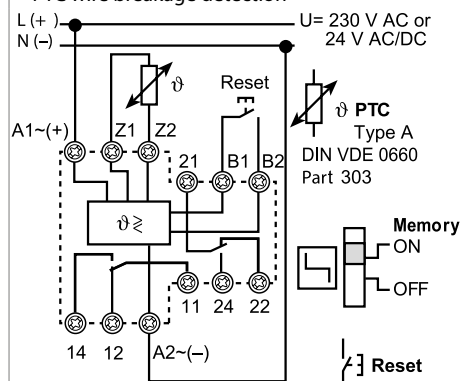 PTC wire breakage detection
L (+ )
U= 230 V AC or
N (–)
24 V AC/DC
ϑ
Reset
A1~(+) Z1 Z2
ϑ PTC
Type A
DIN VDE 0660
Part 303
21 B1 B2
ϑ ≷
Memory
ON
OFF
11 24 22
14 12 A2~(–)
Reset